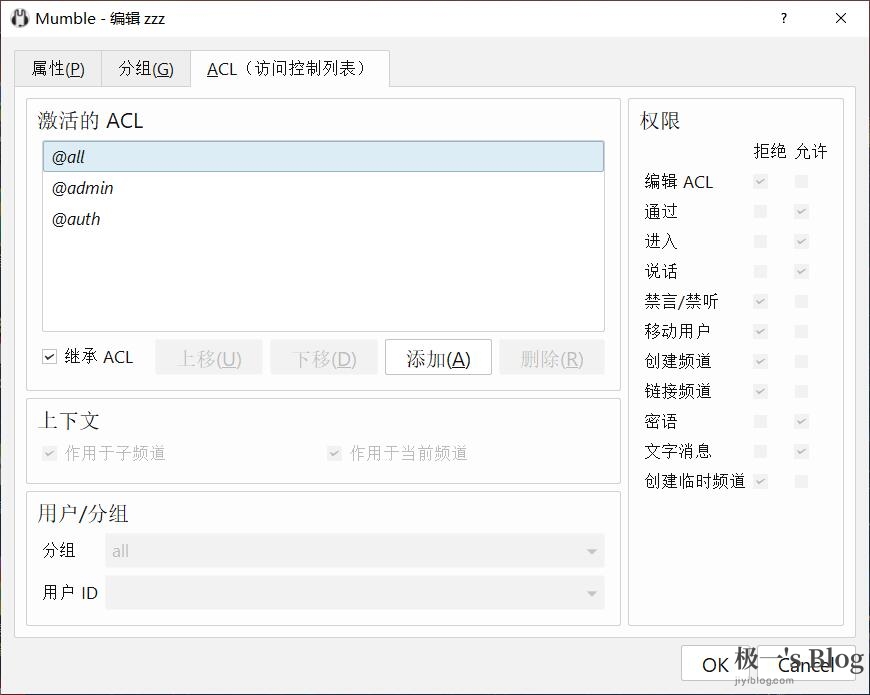 Mumble - 编辑 zzz
?
属性(P)
分组(G)
ACL（访问控制列表）
激活的 ACL
@all
@admin
@auth
继承 ACL
上移(U)
下移(D)
添加(A)
删除(R)
上下文
作用于子频道
作用于当前频道
用户/分组
分组
all
用户 ID
权限
拒绝 允许
编辑 ACL
通过
进入
说话
禁言/禁听
移动用户
创建频道
链接频道
密语
文字消息
创建临时频道
OK
Cancel
极一's Blog
jiyiblog.com